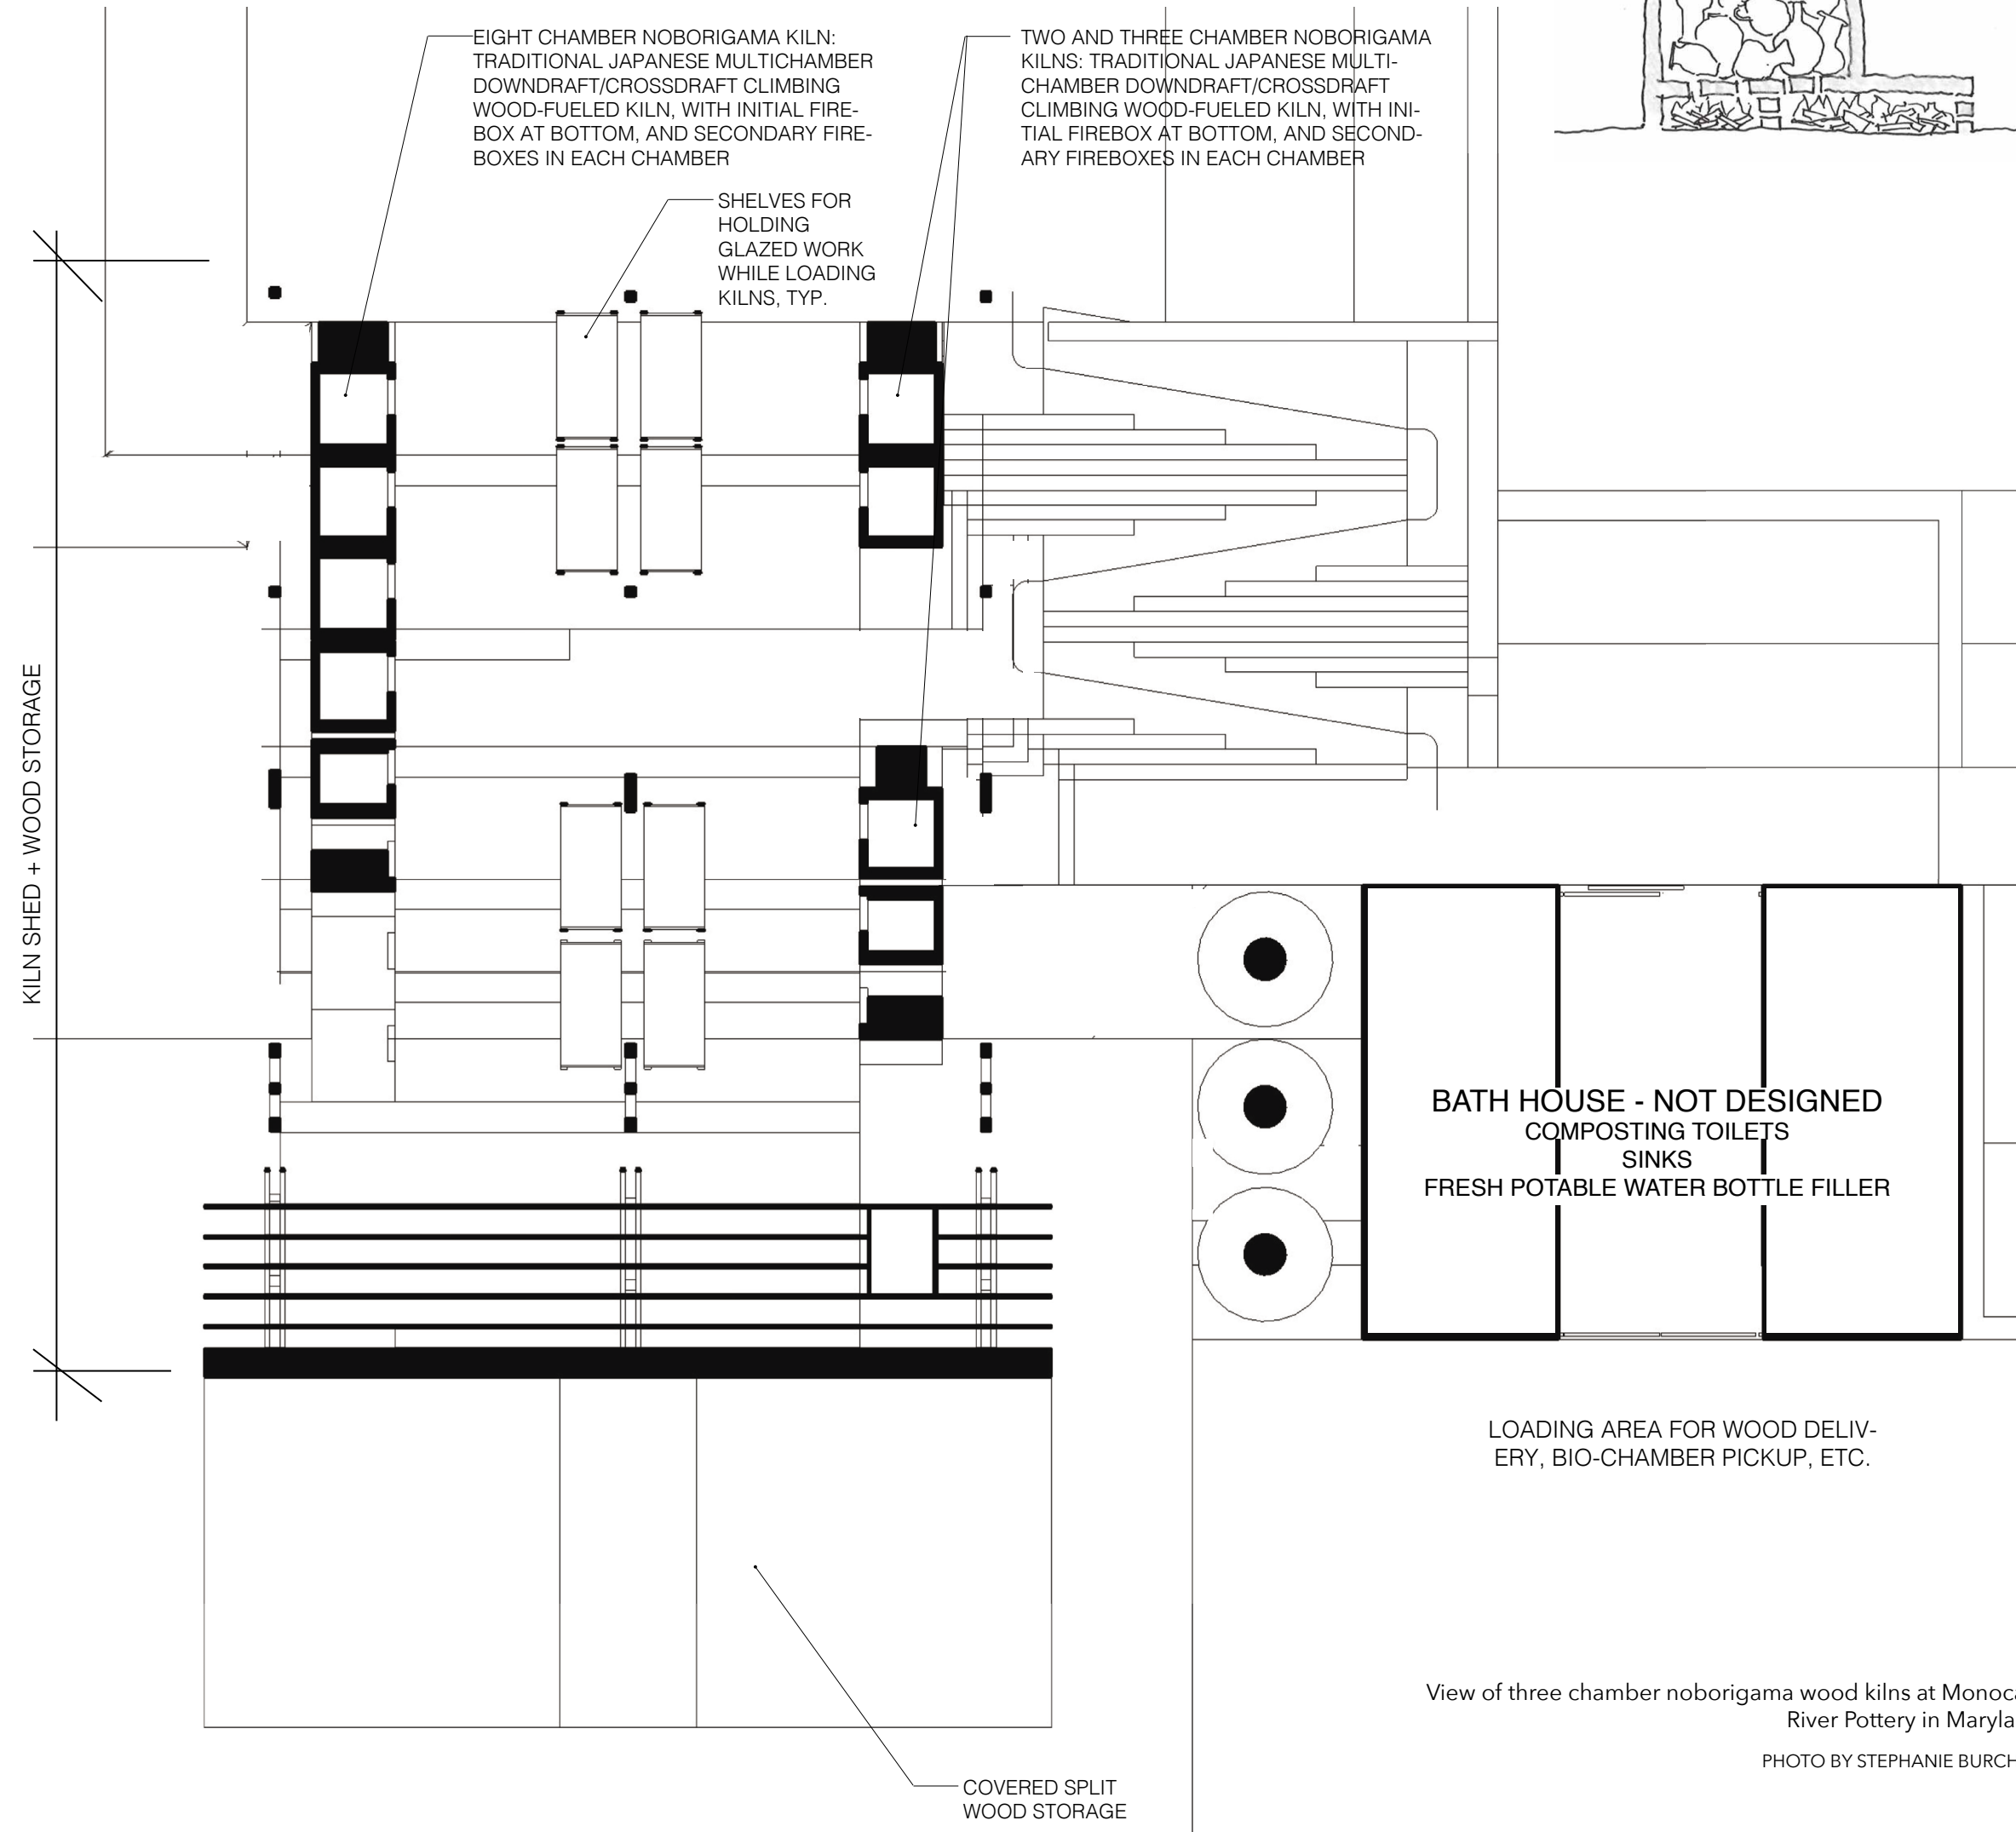 EIGHT CHAMBER NOBORIGAMA KILN:
TRADITIONAL JAPANESE MULTICHAMBER
DOWNDRAFT/CROSSDRAFT CLIMBING
WOOD-FUELED KILN, WITH INITIAL FIRE-
BOX AT BOTTOM, AND SECONDARY FIRE-
BOXES IN EACH CHAMBER
TWO AND THREE CHAMBER NOBORIGAMA
KILNS: TRADITIONAL JAPANESE MULTI-
CHAMBER DOWNDRAFT/CROSSDRAFT
CLIMBING WOOD-FUELED KILN, WITH INI-
TIAL FIREBOX AT BOTTOM, AND SECOND-
ARY FIREBOXES IN EACH CHAMBER
SHELVES FOR
HOLDING
GLAZED WORK
WHILE LOADING
KILNS, TYP.
KILN SHED + WOOD STORAGE
BATH HOUSE - NOT DESIGNED
COMPOSTING TOILETS
SINKS
FRESH POTABLE WATER BOTTLE FILLER
LOADING AREA FOR WOOD DELIV-
ERY, BIO-CHAMBER PICKUP, ETC.
View of three chamber noborigama wood kilns at Monoca
River Pottery in Maryla
PHOTO BY STEPHANIE BURCH
COVERED SPLIT
WOOD STORAGE